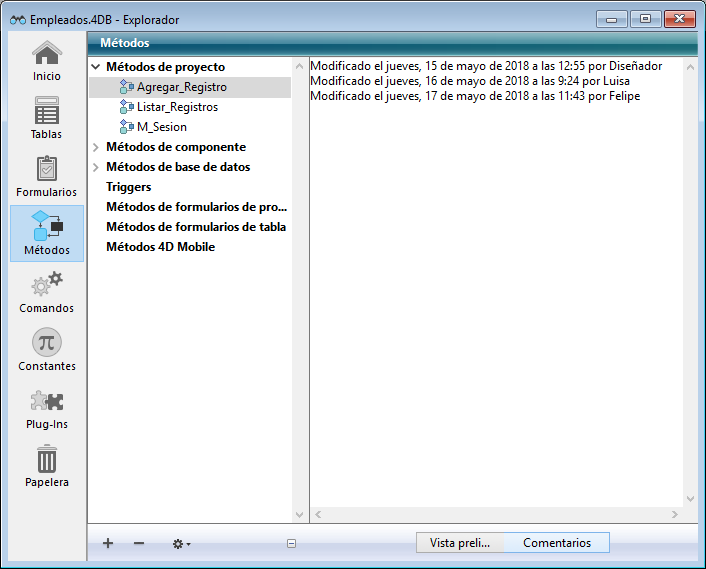 Empleados.4DB - Explorador
Inicio
Tablas
Formularios
Métodos
Comandos
Constantes
Plug-Ins
Papelera
Métodos
Métodos de proyecto
Agregar_Registro
Listar_Registros
M_Sesion
Métodos de componente
Métodos de base de datos
Triggers
Métodos de formularios de pro...
Métodos de formularios de tabla
Métodos 4D Mobile
Modificado el jueves, 15 de mayo de 2018 a las 12:55 por Diseñador
Modificado el jueves, 16 de mayo de 2018 a las 9:24 por Luisa
Modificado el jueves, 17 de mayo de 2018 a las 11:43 por Felipe
Vista preli...
Comentarios